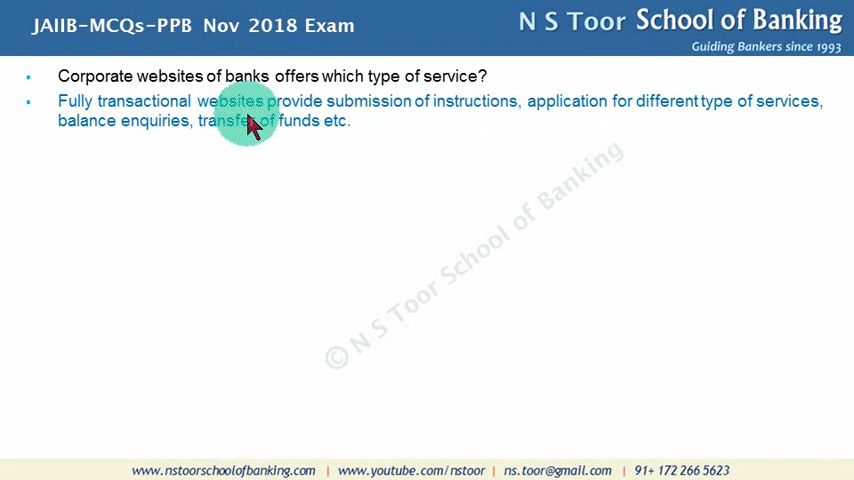 JAIIB-MCQs-PPB Nov 2018 Exam
N S Toor School of Banking
Guiding Bankers since 1993
Corporate websites of banks offers which type of service?
Fully transactional websites provide submission of instructions, application for different type of services,
balance enquiries, transfer of funds etc.
© N S Toor School of Banking
www.nstoorschoolofbanking.com | www.youtube.com/nstoor | ns.toor@gmail.com | 91+ 172 266 5623